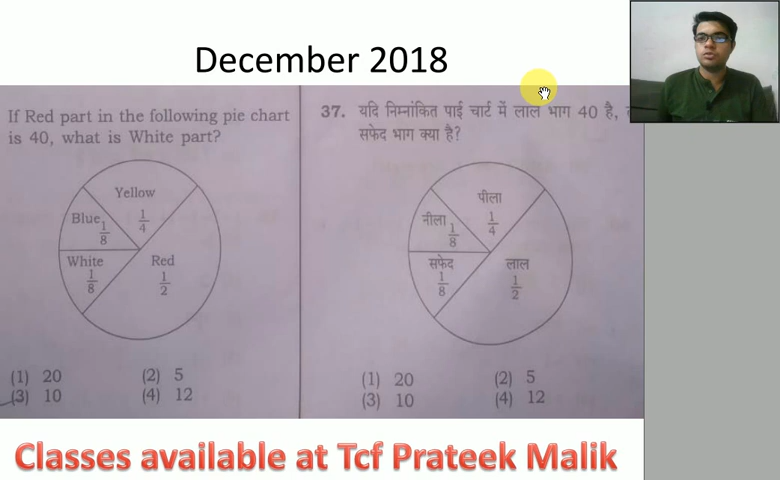 December 2018
If Red part in the following pie chart
is 40, what is White part?
Yellow
1/4
Blue
1/8
White
1/8
Red
1/2
(1) 20
(2) 5
(3) 10
(4) 12
37. यदि निम्नांकित पाई चार्ट में लाल भाग 40 है,
सफेद भाग क्या है?
पीला
1/4
नीला
1/8
सफेद
1/8
लाल
1/2
(1) 20
(2) 5
(3) 10
(4) 12
Classes available at Tcf Prateek Malik